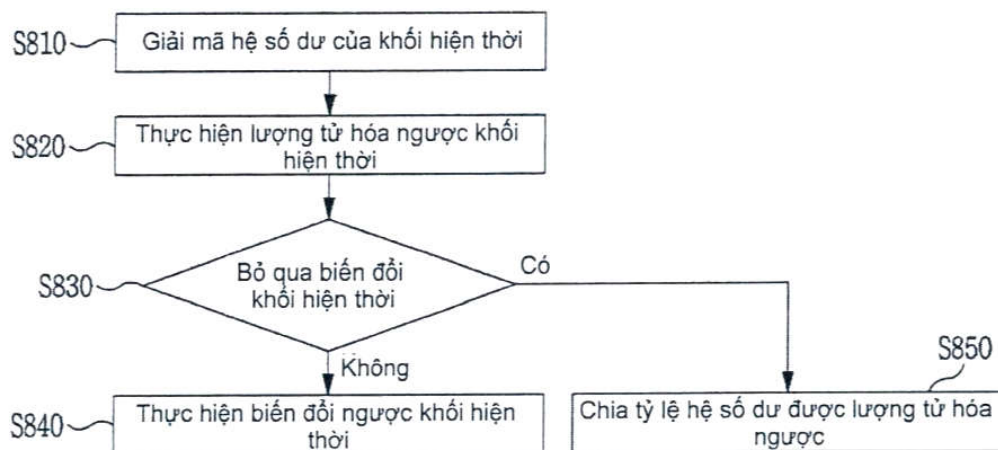 S810
Giải mã hệ số dư của khối hiện thời
S820
Thực hiện lượng tử hóa ngược khối
hiện thời
S830
Bỏ qua biến đổi
khối hiện thời
Có
Không
S840
Thực hiện biến đổi ngược khối hiện
thời
S850
Chia tỷ lệ hệ số dư được lượng tử hóa
ngược